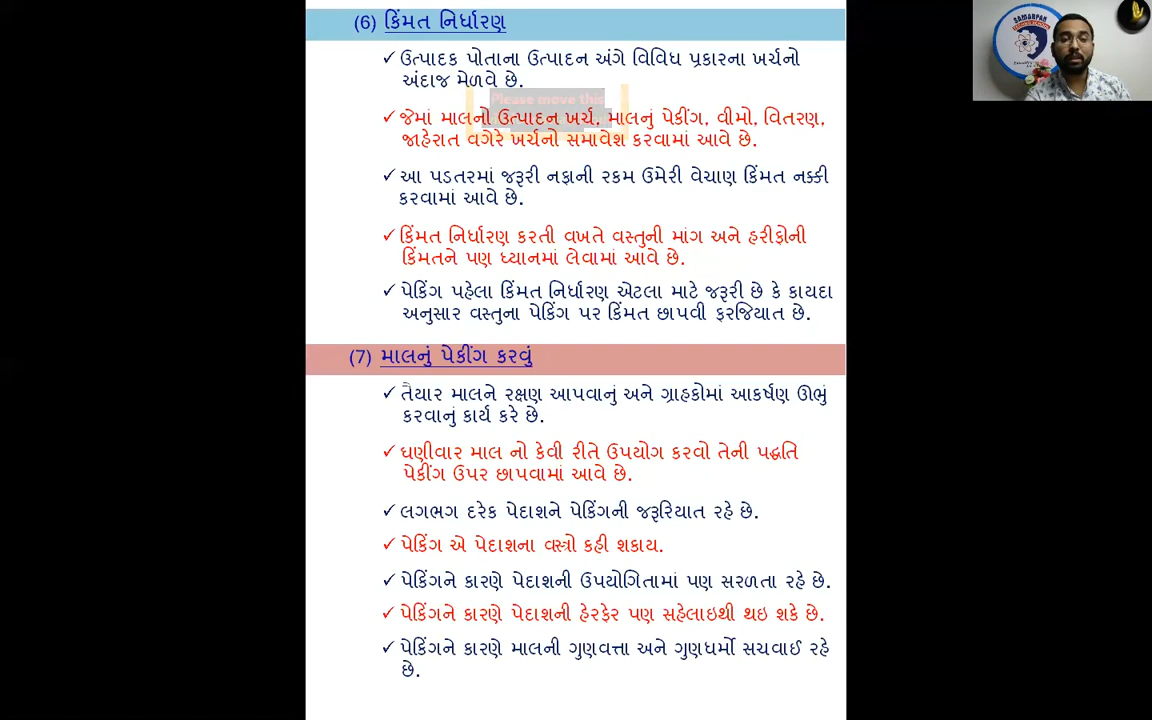 (6) કિંમત નિર્ધારણ
✓ ઉત્પાદક પોતાના ઉત્પાદન અંગે વિવિધ પ્રકારના ખર્ચનો
અંદાજ મેળવે છે.
Please move this
✓ જેમાં માલનો ઉત્પાદન ખર્ચ, માલનું પેકીંગ, વીમો, વિતરણ,
જાહેરાત વગેરે ખર્ચનો સમાવેશ કરવામાં આવે છે.
✓ આ પડતરમાં જરૂરી નફાની રકમ ઉમેરી વેચાણ કિંમત નક્કી
કરવામાં આવે છે.
✓ કિંમત નિર્ધારણ કરતી વખતે વસ્તુની માંગ અને હરીફોની
કિંમતને પણ ધ્યાનમાં લેવામાં આવે છે.
✓ પેકિંગ પહેલા કિંમત નિર્ધારણ એટલા માટે જરૂરી છે કે કાયદા
અનુસાર વસ્તુના પેકિંગ પર કિંમત છાપવી ફરજિયાત છે.
(7) માલનું પેકીંગ કરવું
✓ તૈયાર માલને રક્ષણ આપવાનું અને ગ્રાહકોમાં આકર્ષણ ઊભું
કરવાનું કાર્ય કરે છે.
✓ ઘણીવાર માલ નો કેવી રીતે ઉપયોગ કરવો તેની પદ્ધતિ
પેકીંગ ઉપર છાપવામાં આવે છે.
✓ લગભગ દરેક પેદાશને પેકિંગની જરૂરિયાત રહે છે.
✓ પેકિંગ એ પેદાશના વસ્ત્રો કહી શકાય.
✓ પેકિંગને કારણે પેદાશની ઉપયોગિતામાં પણ સરળતા રહે છે.
✓ પેકિંગને કારણે પેદાશની હેરફેર પણ સહેલાઇથી થઇ શકે છે.
✓ પેકિંગને કારણે માલની ગુણવત્તા અને ગુણધર્મો સચવાઈ રહે
છે.
SAMARPAN